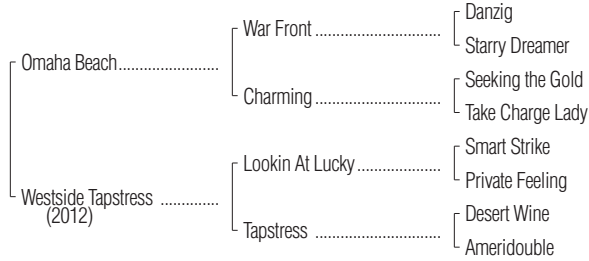 Danzig
War Front
Starry Dreamer
Omaha Beach
Seeking the Gold
Charming
Take Charge Lady
Smart Strike
Lookin At Lucky
Private Feeling
Westside Tapstress
(2012)
Desert Wine
Tapstress
Ameridouble